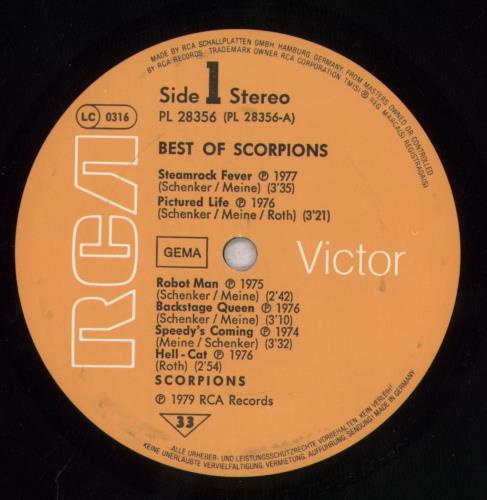 MADE BY RCA SCHALLPLATTEN GMBH, HAMBURG, GERMANY, FROM MASTERS OWNED OR CONTROLLED
BY RCA RECORDS. TRADEMARK OWNER RCA CORPORATION TM(S) ® REG. MARCA(S) REGISTRADA(S)
Side 1 Stereo
PL 28356 (PL 28356-A)
LC 0316
BEST OF SCORPIONS
Steamrock Fever ℗ 1977
(Schenker/Meine) (3'35)
Pictured Life ℗ 1976
(Schenker/Meine/Roth) (3'21)
GEMA
RCA
Victor
Robot Man ℗ 1975
(Schenker/Meine) (2'42)
Backstage Queen ℗ 1976
(Schenker/Meine) (3'10)
Speedy's Coming ℗ 1974
(Meine/Schenker) (3'32)
Hell-Cat ℗ 1976
(Roth) (2'54)
SCORPIONS
℗ 1979 RCA Records
33
ALLE URHEBER- UND LEISTUNGSSCHUTZRECHTE VORBEHALTEN. KEIN VERLEIH!
KEINE UNERLAUBTE VERVIELFÄLTIGUNG, VERMIETUNG, AUFFÜHRUNG, SENDUNG! MADE IN GERMANY